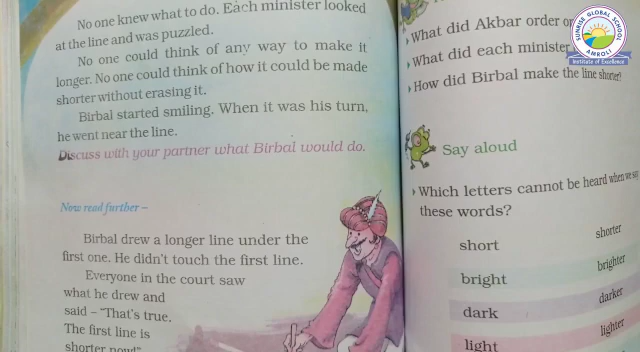 No one knew what to do. Each minister looked
at the line and was puzzled.
No one could think of any way to make it
longer. No one could think of how it could be made
shorter without erasing it.
Birbal started smiling. When it was his turn,
he went near the line.
Discuss with your partner what Birbal would do.
Now read further –
Birbal drew a longer line under the
first one. He didn't touch the first line.
Everyone in the court saw
what he drew and
said – "That's true.
The first line is
shorter now!"
What did Akbar order
What did each minister
How did Birbal make the line shorter?
Say aloud
Which letters cannot be heard when we say
these words?
short shorter
bright brighter
dark darker
light lighter
SUNRISE GLOBAL SCHOOL
AMROLI
Institute of Excellence